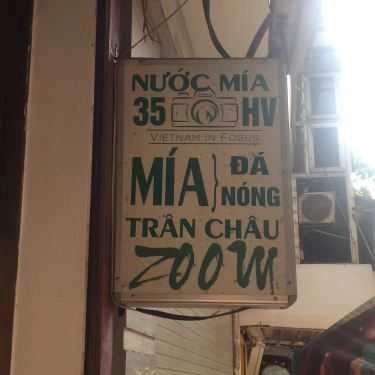 NƯỚC MÍA
35 HV
VIETNAM IN FOCUS
MÍA } ĐÁ
NÓNG
TRÂN CHÂU
ZOOM